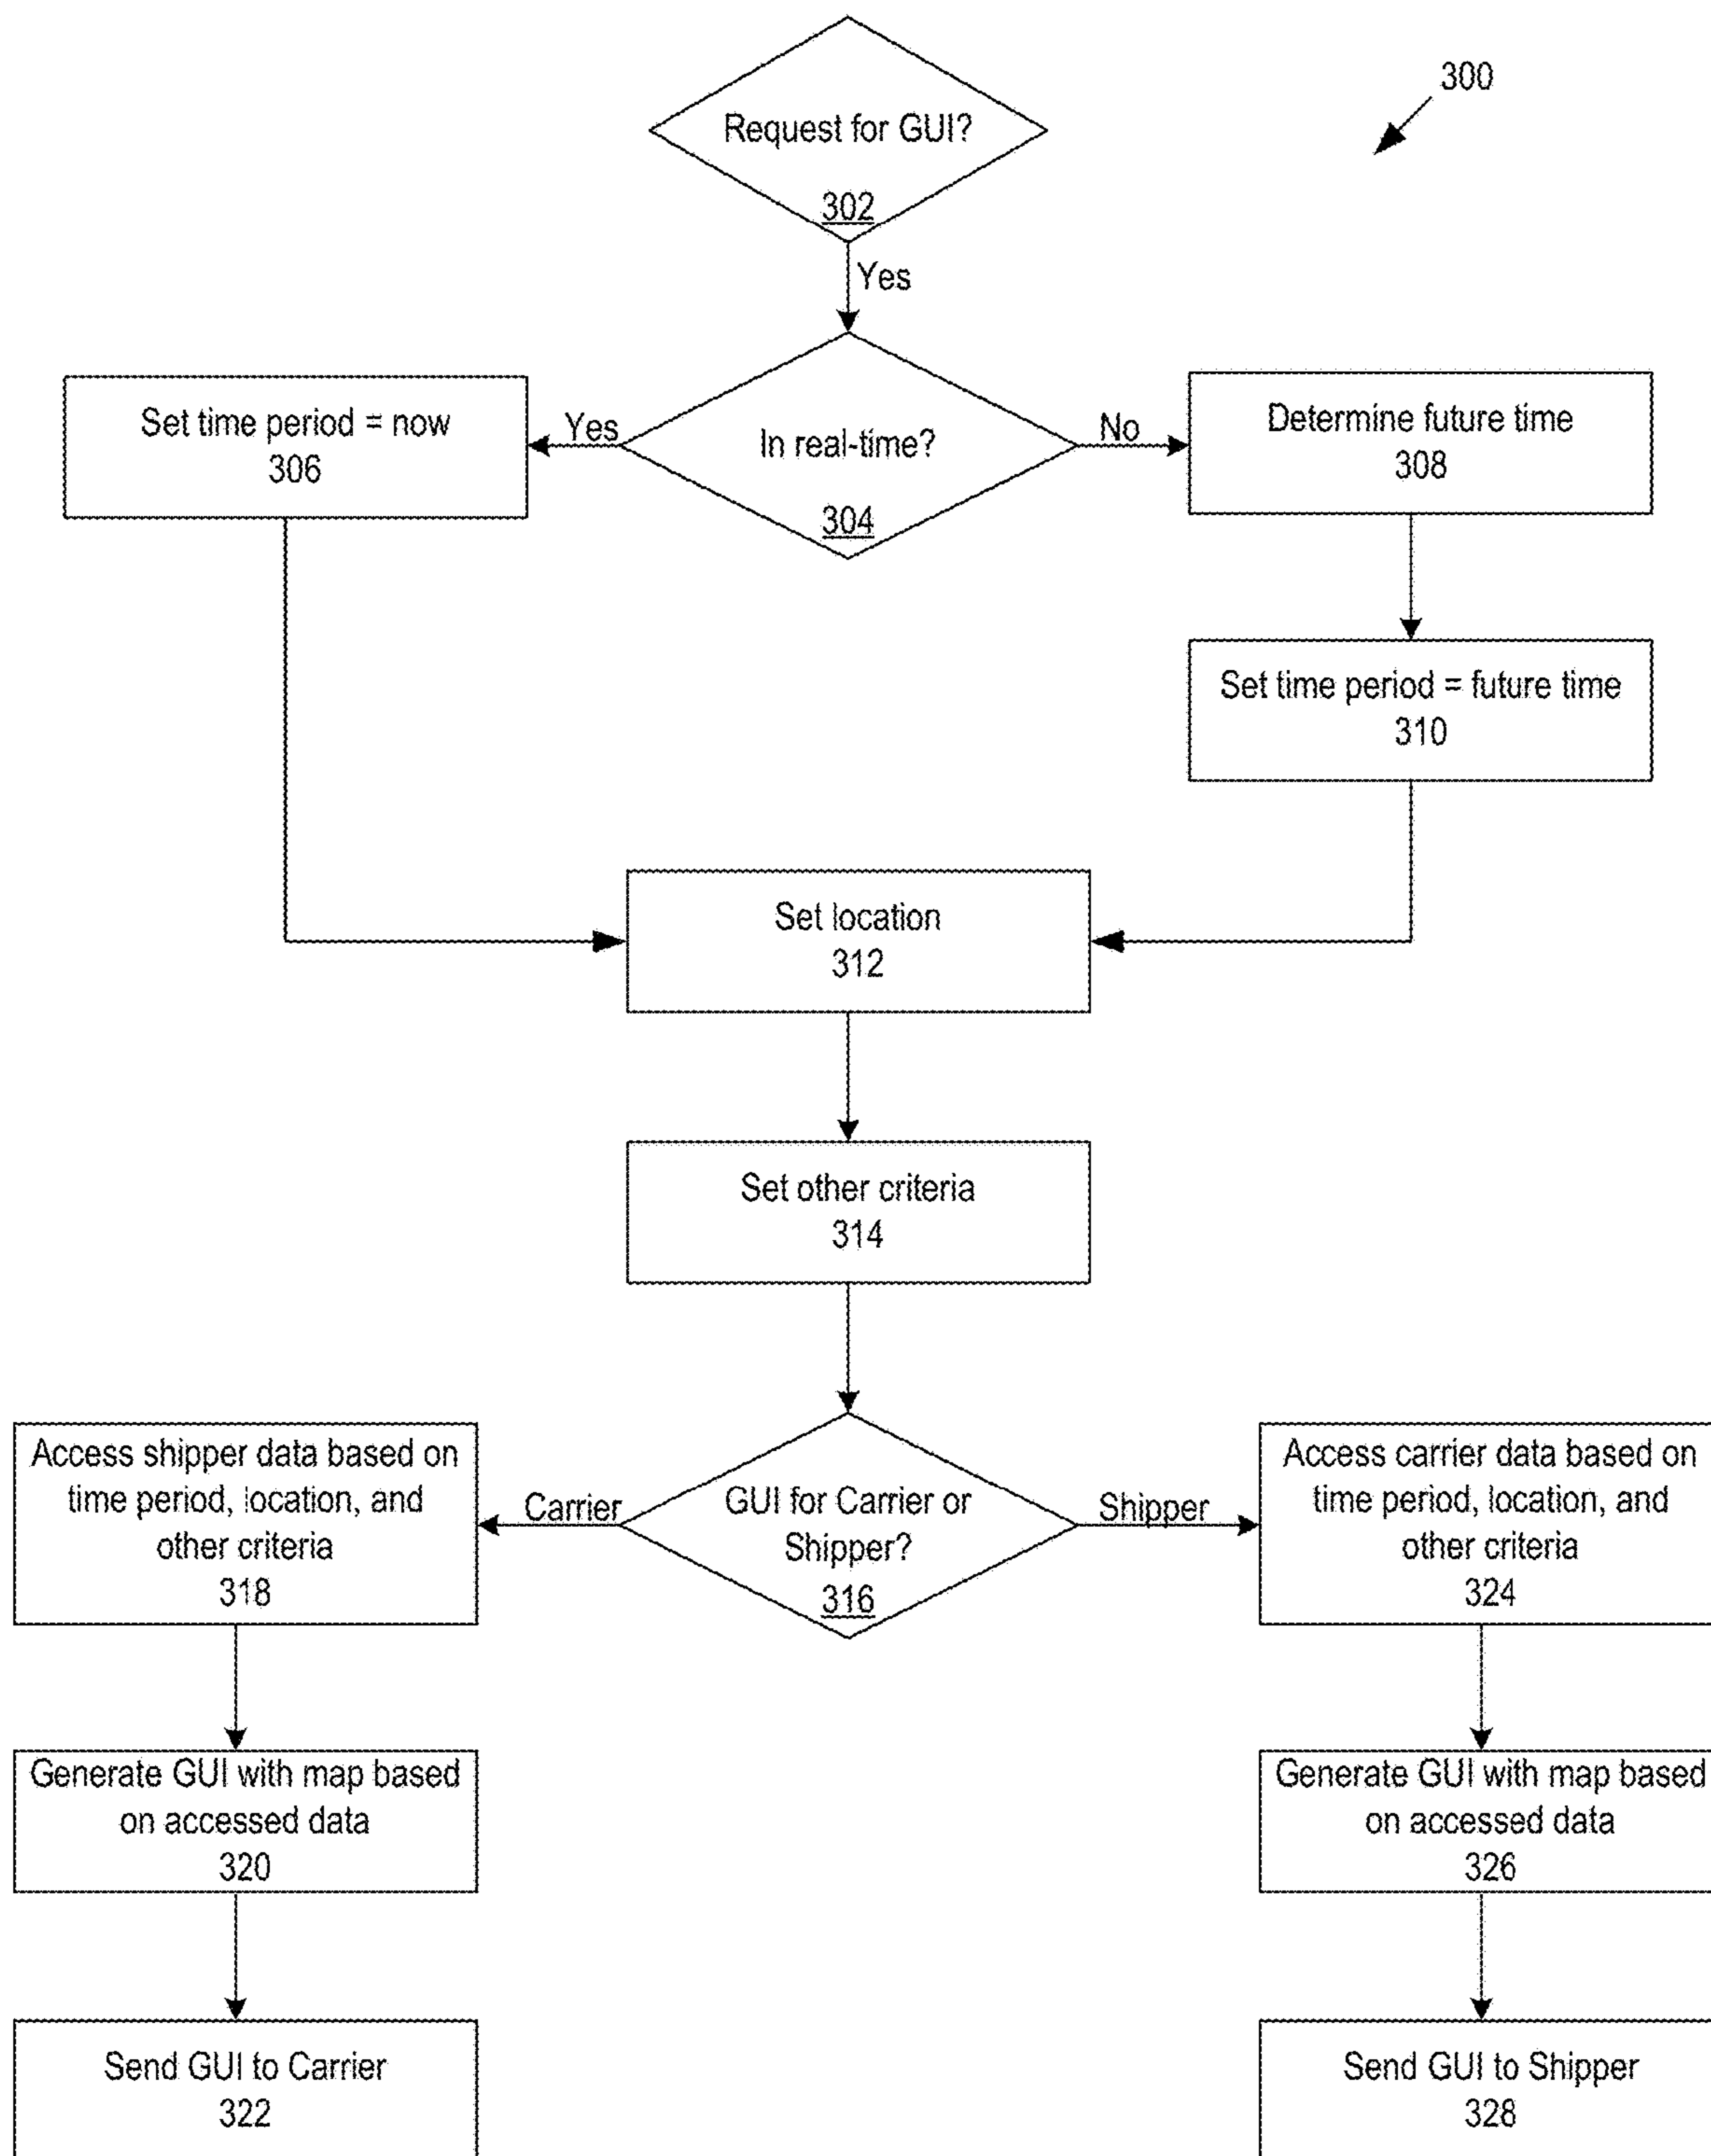 300
Request for GUI?
302
Yes
Set time period = now
306
Yes
In real-time?
304
No
Determine future time
308
Set time period = future time
310
Set location
312
Set other criteria
314
Access shipper data based on
time period, location, and
other criteria
318
Carrier
GUI for Carrier or
Shipper?
316
Shipper
Access carrier data based on
time period, location, and
other criteria
324
Generate GUI with map based
on accessed data
320
Generate GUI with map based
on accessed data
326
Send GUI to Carrier
322
Send GUI to Shipper
328